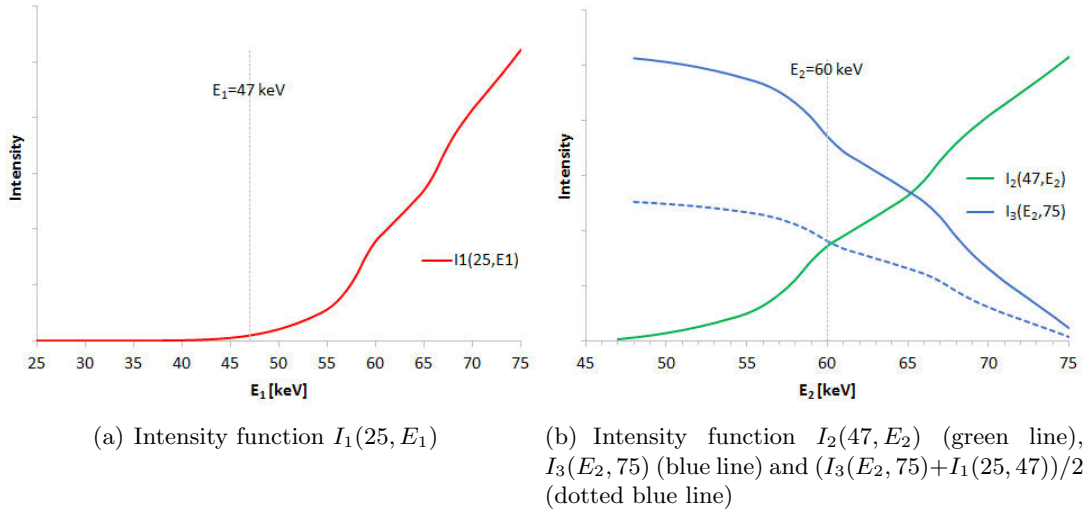 Intensity
E₁=47 keV
I1(25,E1)
25 30 35 40 45 50 55 60 65 70 75
E₁ [keV]
(a) Intensity function I₁(25, E₁)
Intensity
E₂=60 keV
I₂(47,E₂)
I₃(E₂,75)
45 50 55 60 65 70 75
E₂ [keV]
(b) Intensity function I₂(47, E₂) (green line),
I₃(E₂, 75) (blue line) and (I₃(E₂, 75)+I₁(25, 47))/2
(dotted blue line)